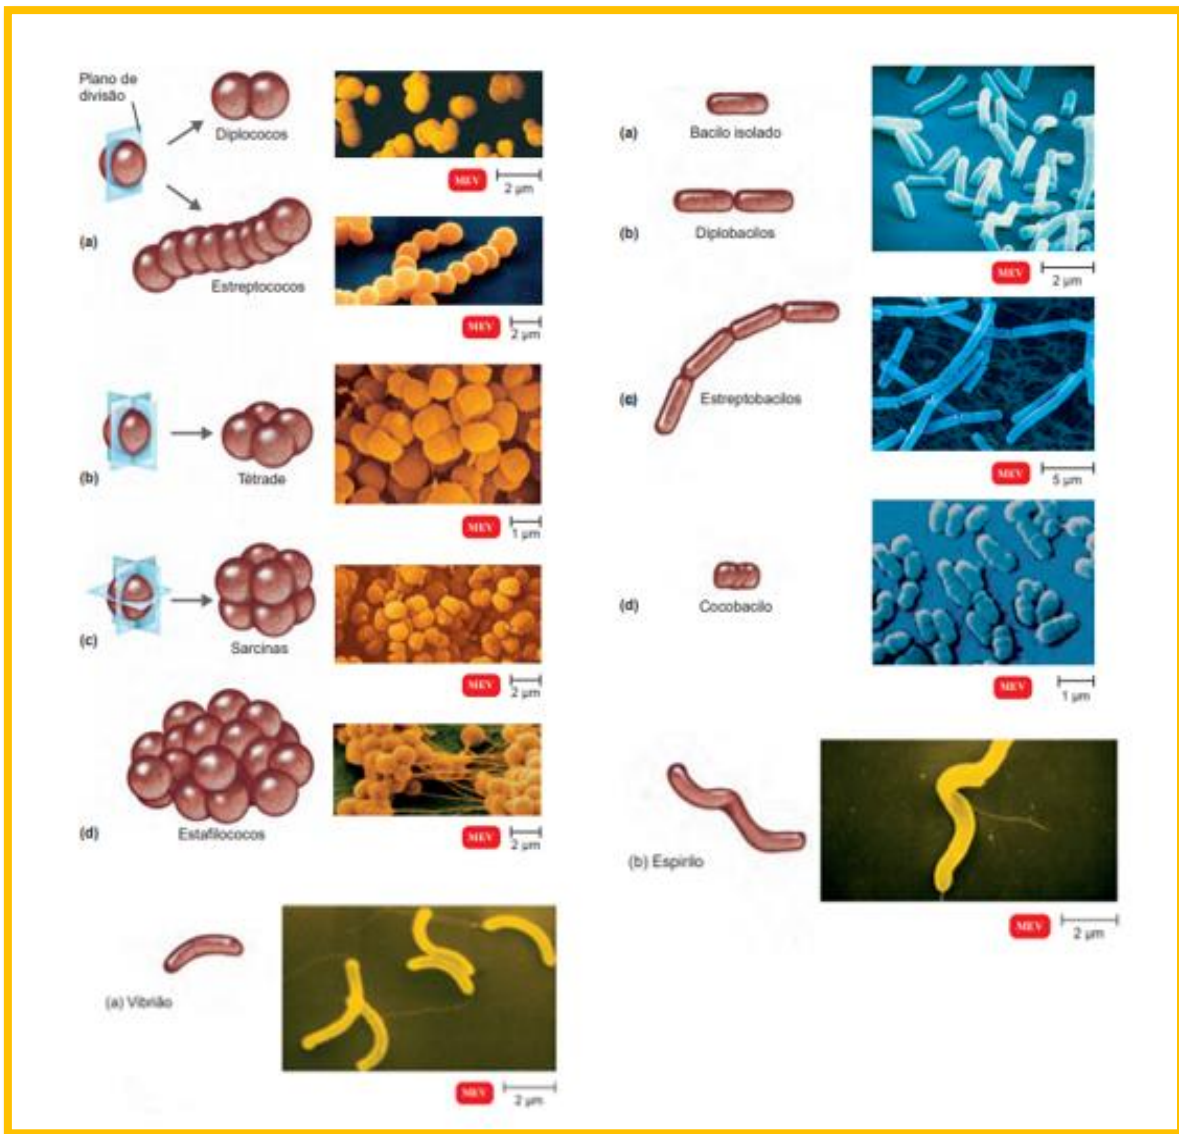 Plano de
divisão
Diplococos
MEV
2 µm
(a)
Estreptococos
MEV
2 µm
(b)
Tétrade
MEV
1 µm
(c)
Sarcinas
MEV
2 µm
(d)
Estafilococos
MEV
2 µm
(a) Vibrião
MEV
2 µm
(a)
Bacilo isolado
(b)
Diplobacilos
MEV
2 µm
(c)
Estreptobacilos
MEV
5 µm
(d)
Cocobacilo
MEV
1 µm
(b) Espirilo
MEV
2 µm